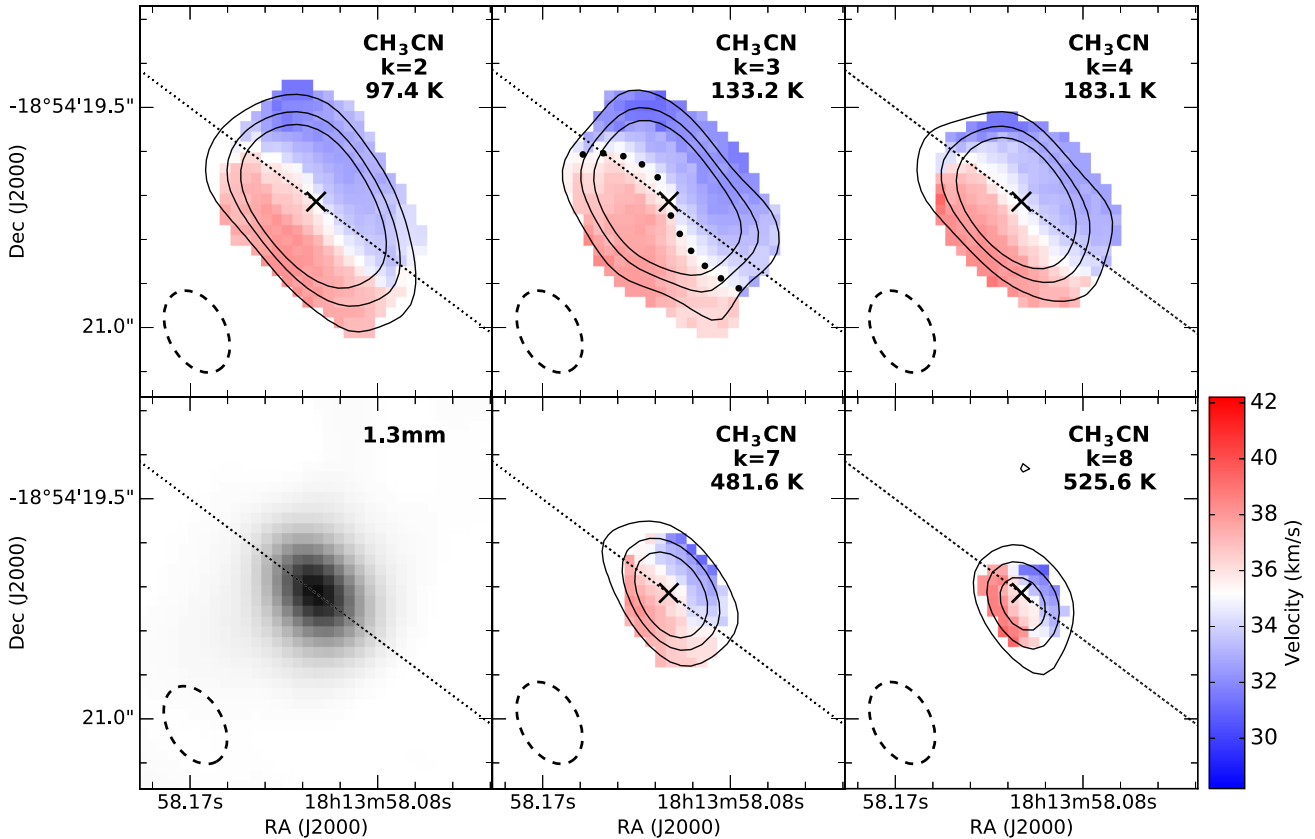 CH₃CN
k=2
97.4 K
CH₃CN
k=3
133.2 K
CH₃CN
k=4
183.1 K
-18°54'19.5"
21.0"
Dec (J2000)
1.3mm
CH₃CN
k=7
481.6 K
CH₃CN
k=8
525.6 K
-18°54'19.5"
21.0"
Dec (J2000)
58.17s
18h13m58.08s
RA (J2000)
58.17s
18h13m58.08s
RA (J2000)
58.17s
18h13m58.08s
RA (J2000)
42
40
38
36
34
32
30
Velocity (km/s)